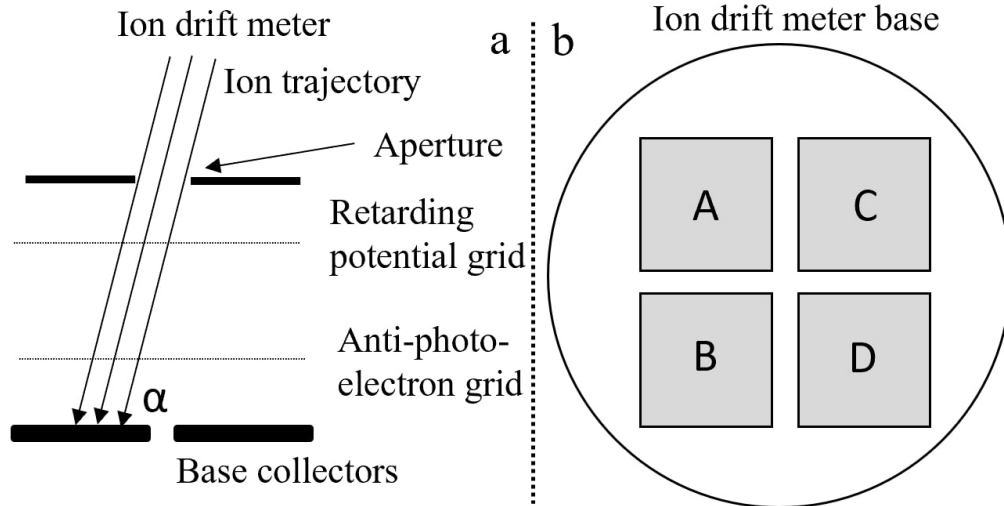 Ion drift meter
a
Ion trajectory
Aperture
Retarding
potential grid
Anti-photo-
electron grid
α
Base collectors
b
Ion drift meter base
A
C
B
D